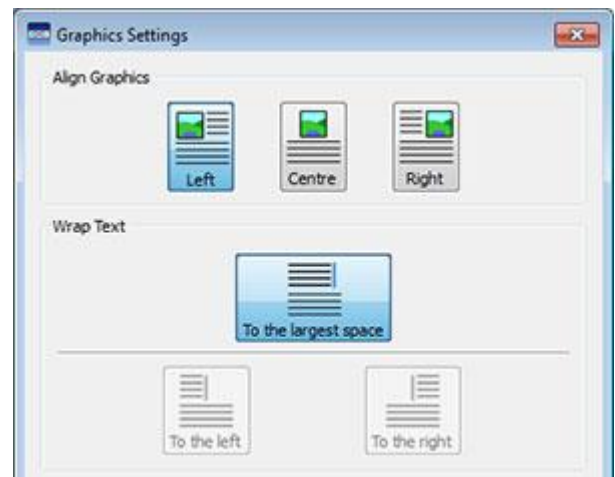 Graphics Settings
Align Graphics
Left Centre Right
Wrap Text
To the largest space
To the left To the right